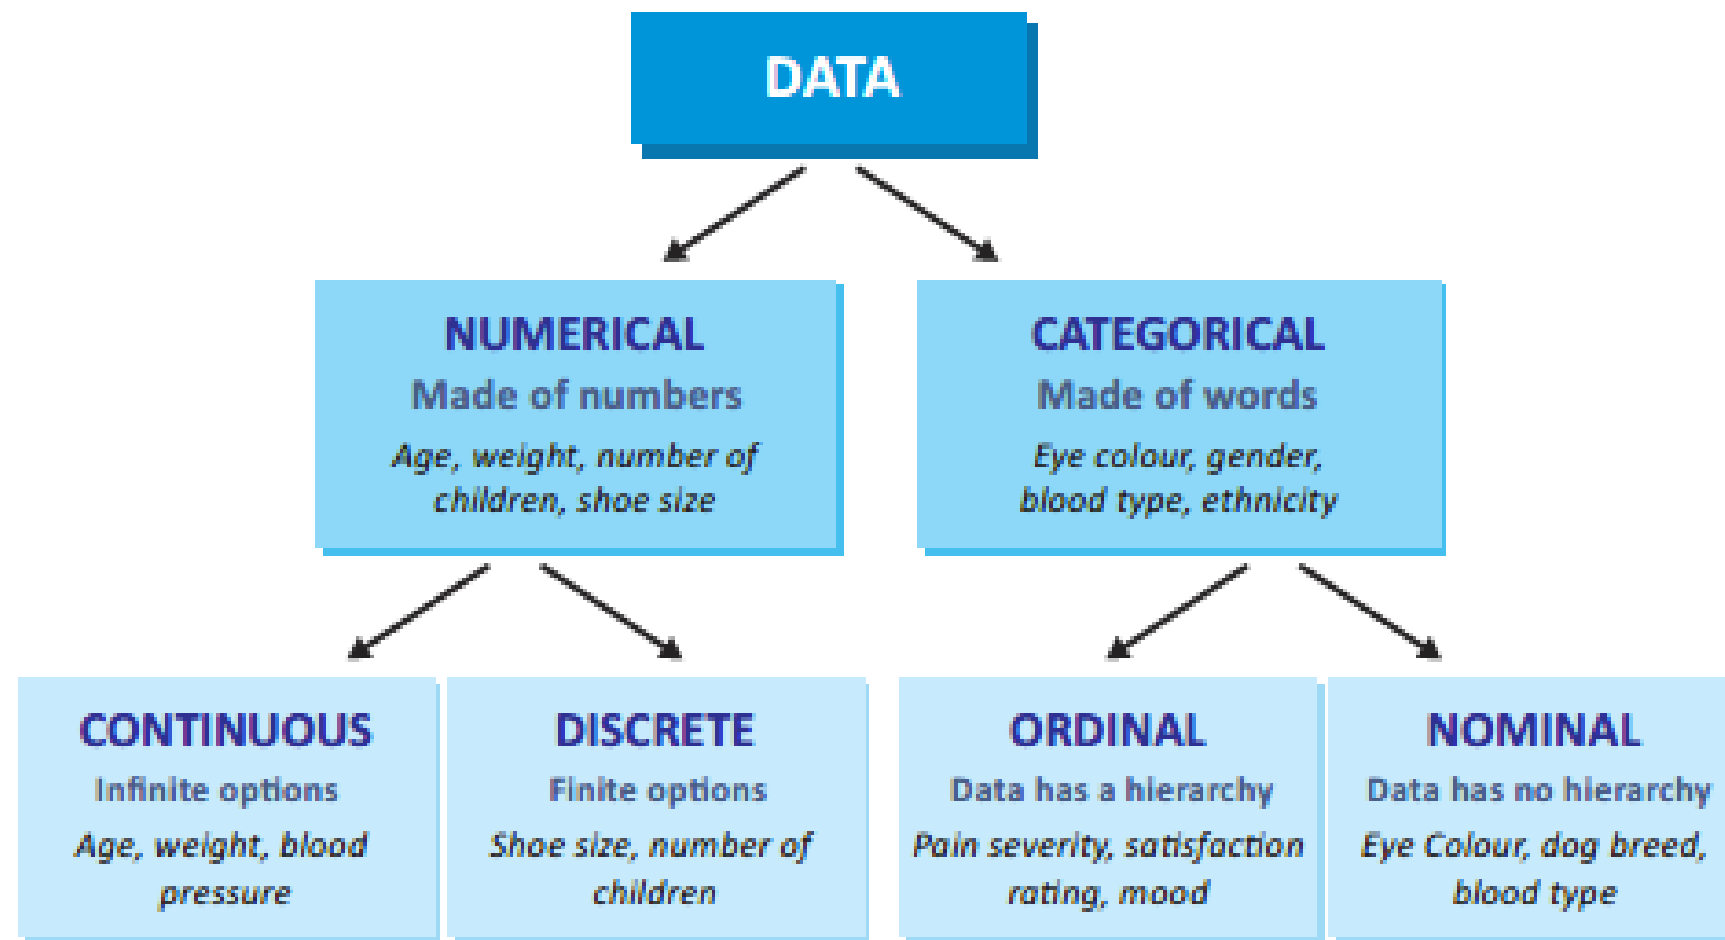 DATA
NUMERICAL
Made of numbers
Age, weight, number of
children, shoe size
CATEGORICAL
Made of words
Eye colour, gender,
blood type, ethnicity
CONTINUOUS
Infinite options
Age, weight, blood
pressure
DISCRETE
Finite options
Shoe size, number of
children
ORDINAL
Data has a hierarchy
Pain severity, satisfaction
rating, mood
NOMINAL
Data has no hierarchy
Eye Colour, dog breed,
blood type